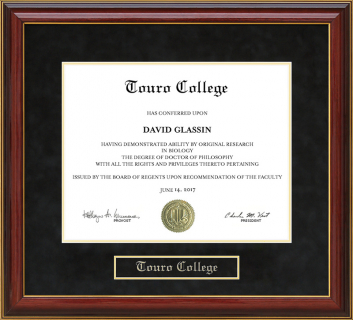 Touro College
HAS CONFERRED UPON
DAVID GLASSIN
HAVING DEMONSTRATED ABILITY BY ORIGINAL RESEARCH
IN BIOLOGY
THE DEGREE OF DOCTOR OF PHILOSOPHY
WITH ALL THE RIGHTS AND PRIVILEGES THERETO PERTAINING
ISSUED BY THE BOARD OF REGENTS UPON RECOMMENDATION OF THE FACULTY
JUNE 14, 2017
PROVOST
PRESIDENT
Touro College